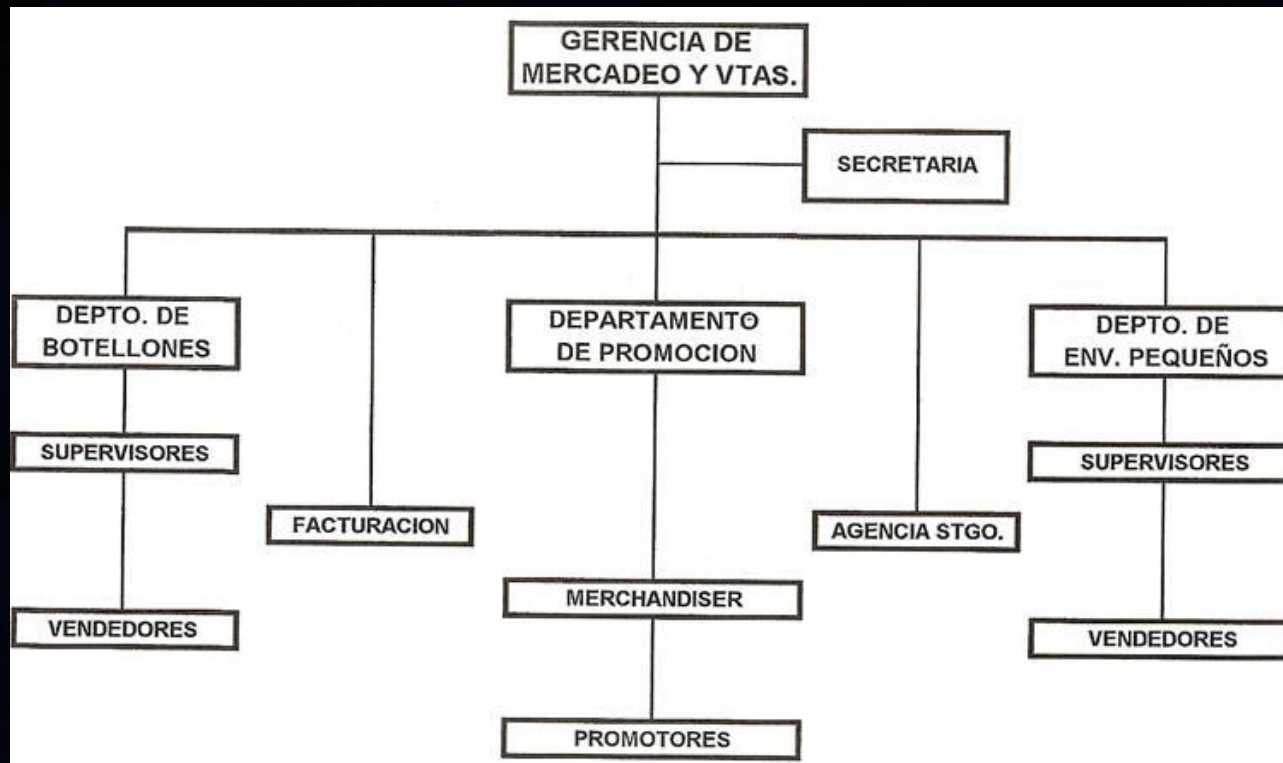 GERENCIA DE
MERCADEO Y VTAS.
SECRETARIA
DEPTO. DE
BOTELLONES
DEPARTAMENTO
DE PROMOCION
DEPTO. DE
ENV. PEQUEÑOS
SUPERVISORES
SUPERVISORES
FACTURACION
AGENCIA STGO.
MERCHANDISER
VENDEDORES
VENDEDORES
PROMOTORES